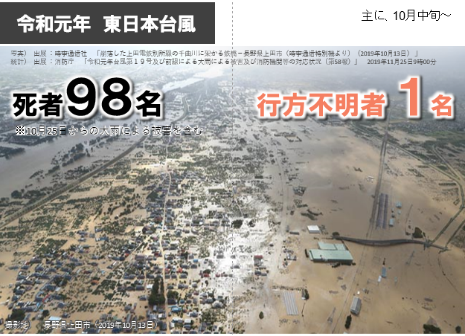 令和元年 東日本台風
主に、10月中旬～
写真） 出展：時事通信社 「崩落した上田電鉄別所線の千曲川に架かる鉄橋＝長野県上田市（時事通信特別機より）（2019年10月13日）」
統計） 出展：消防庁 「令和元年台風第１９号及び前線による大雨による被害及び消防機関等の対応状況（第58報）」 2019年11月25日9時00分
死者98名
行方不明者 1名
※10月25日からの大雨による被害を含む
撮影地： 長野県上田市（2019年10月13日）